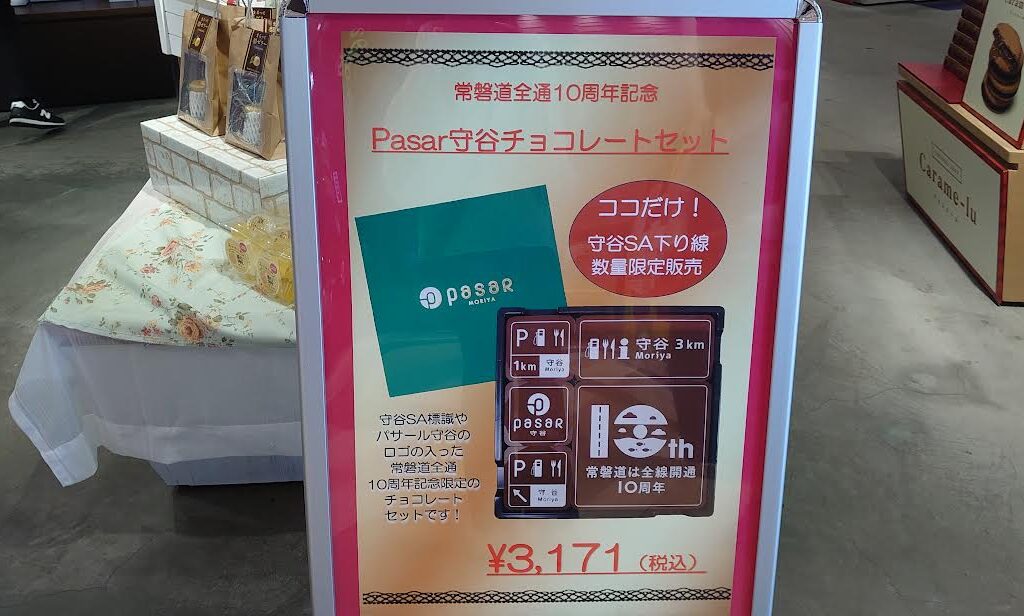 常磐道全通10周年記念
Pasar守谷チョコレートセット
ココだけ！
守谷SA下り線
数量限定販売
pasaR
MORIYA
P
1km 守谷
Moriya
守谷 3km
Moriya
pasaR
守谷
P
守谷
Moriya
10th
常磐道は全線開通
10周年
守谷SA標識や
パサール守谷の
ロゴの入った
常磐道全通
10周年記念限定の
チョコレート
セットです！
¥3,171（税込）
Carame-lu